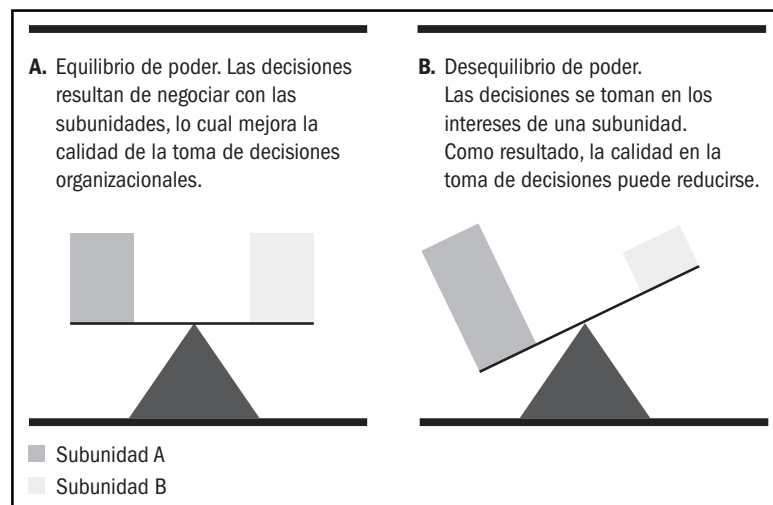 A. Equilibrio de poder. Las decisiones
resultan de negociar con las
subunidades, lo cual mejora la
calidad de la toma de decisiones
organizacionales.
B. Desequilibrio de poder.
Las decisiones se toman en los
intereses de una subunidad.
Como resultado, la calidad en la
toma de decisiones puede reducirse.
Subunidad A
Subunidad B